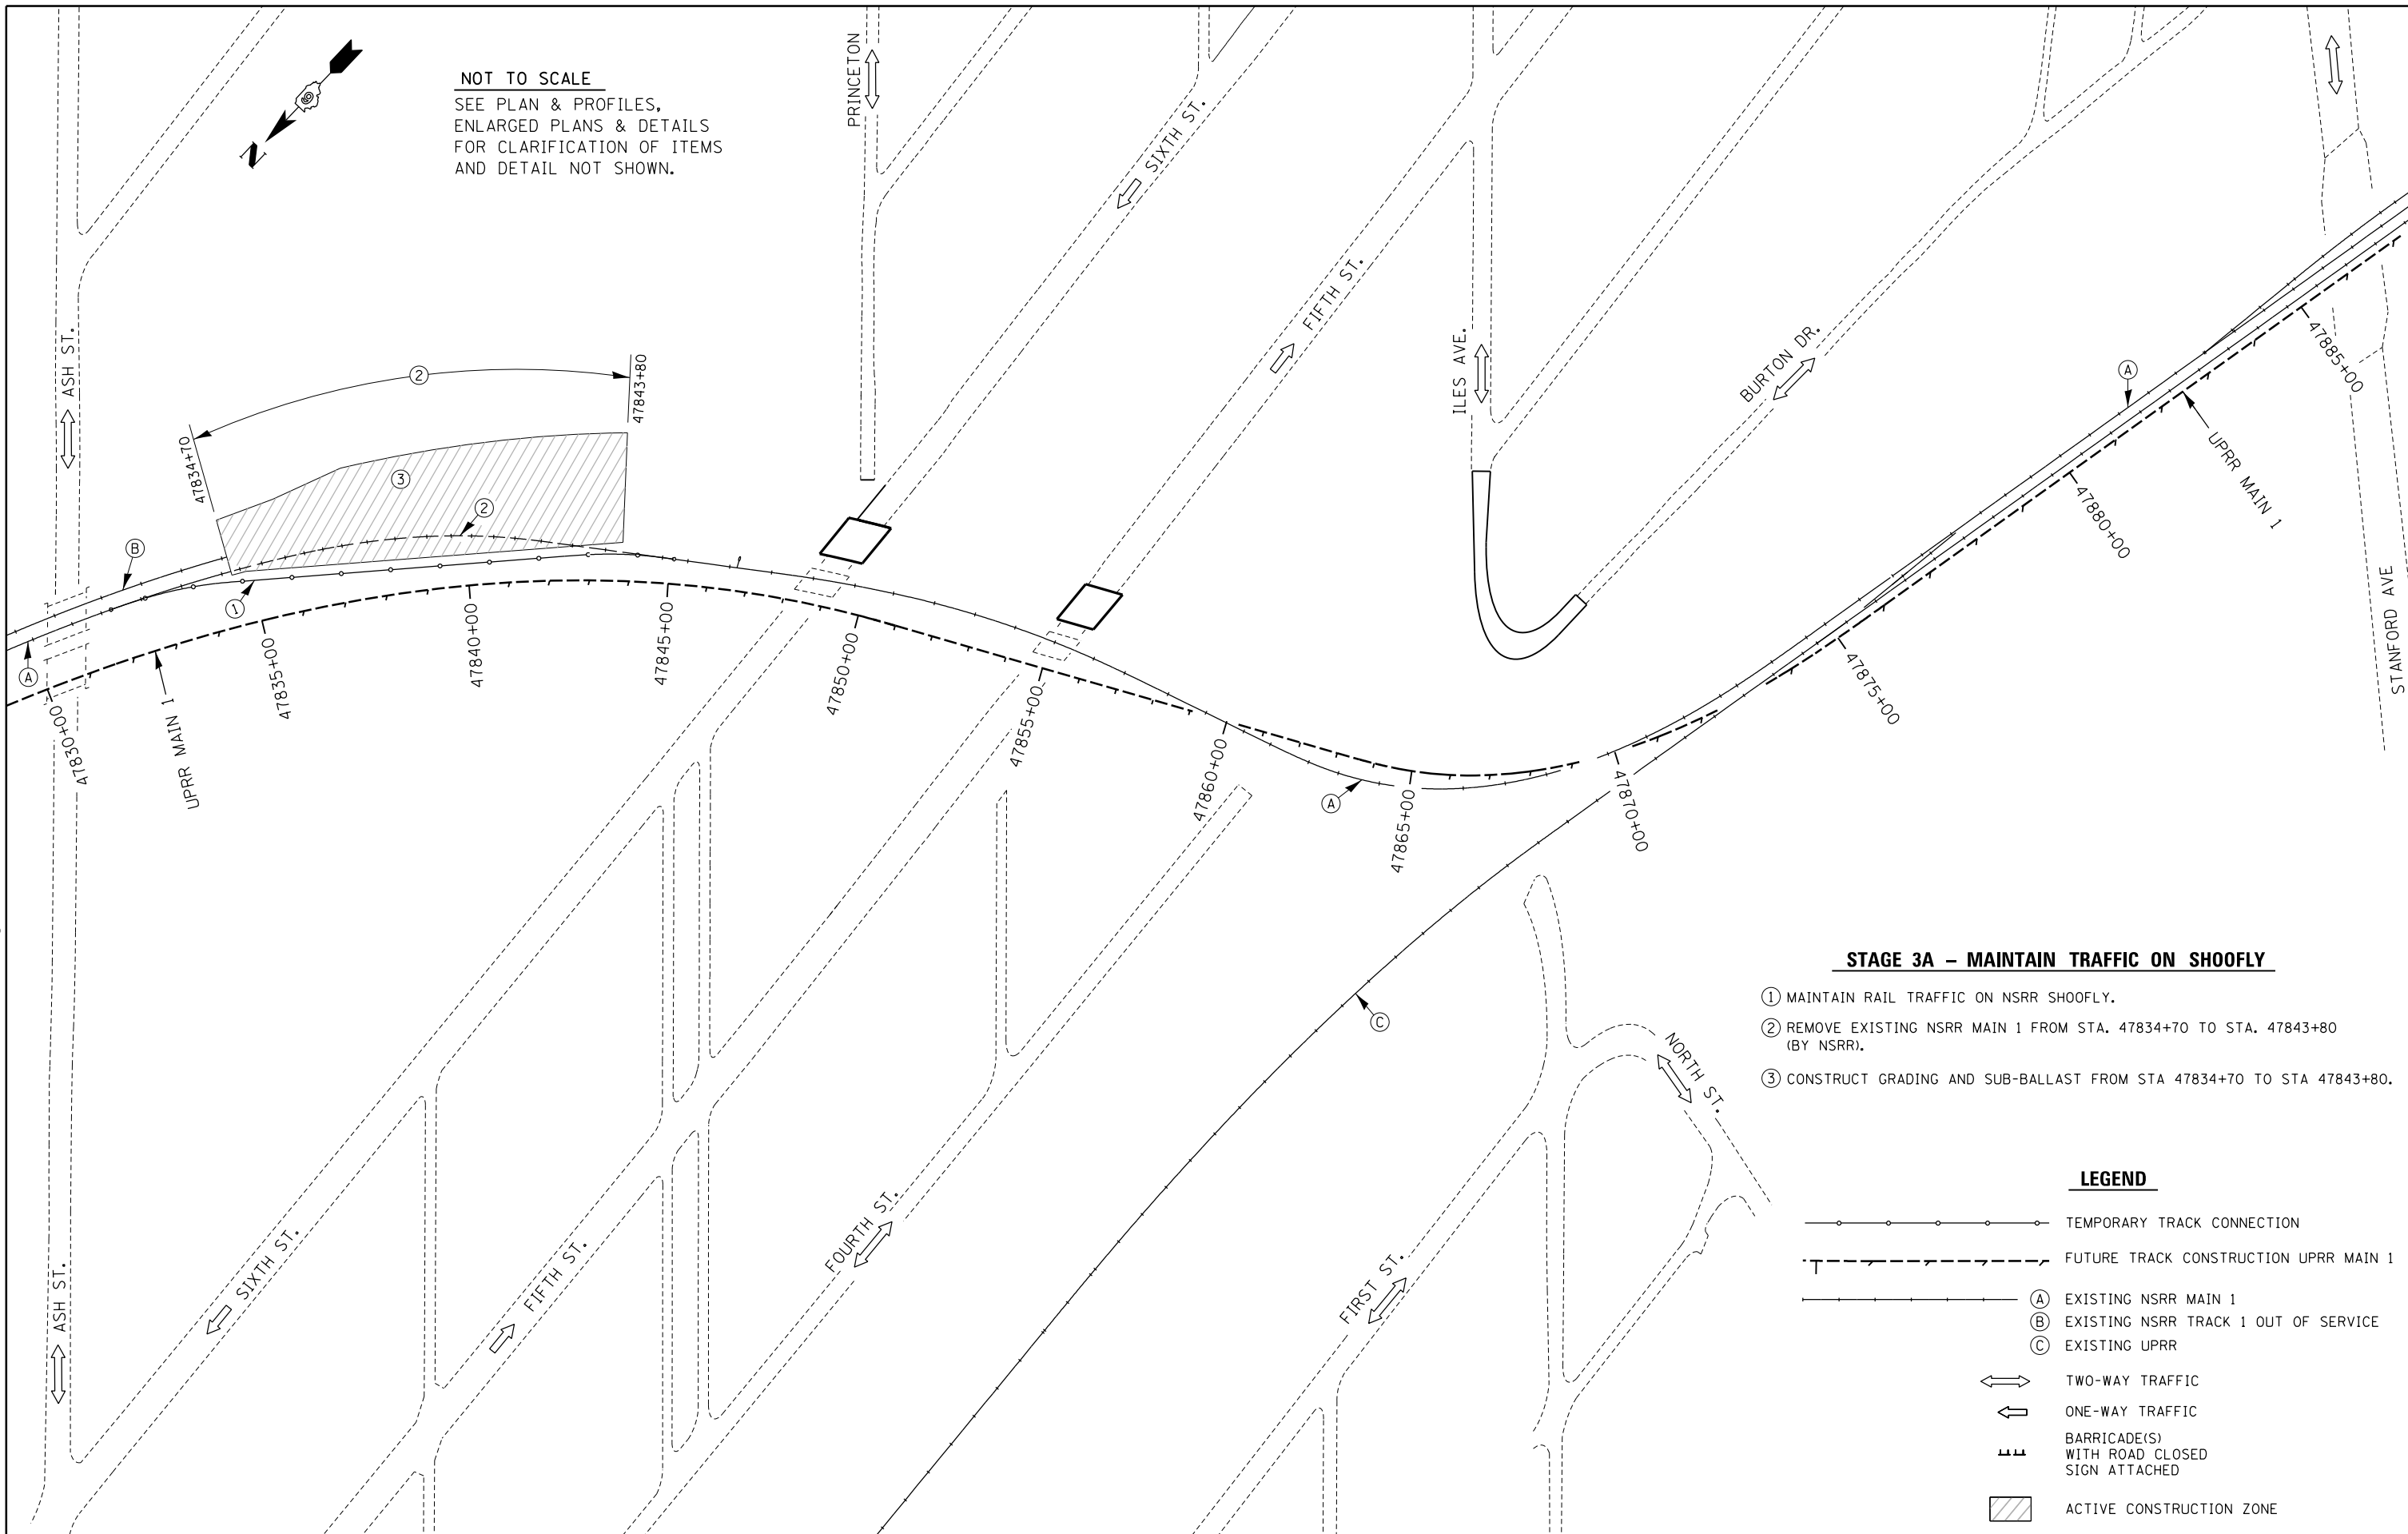 NOT TO SCALE
SEE PLAN & PROFILES,
ENLARGED PLANS & DETAILS
FOR CLARIFICATION OF ITEMS
AND DETAIL NOT SHOWN.
N
PRINCETON
SIXTH ST.
FIFTH ST.
ILES AVE.
BURTON DR.
ASH ST.
2
47834+70
47843+80
3
2
B
1
A
A
UPRR MAIN 1
47885+00
47880+00
47875+00
STANFORD AVE
47830+00
UPRR MAIN 1
47835+00
47840+00
47845+00
47850+00
47855+00
47860+00
A
47865+00
47870+00
C
STAGE 3A – MAINTAIN TRAFFIC ON SHOOFLY
1 MAINTAIN RAIL TRAFFIC ON NSRR SHOOFLY.
2 REMOVE EXISTING NSRR MAIN 1 FROM STA. 47834+70 TO STA. 47843+80
(BY NSRR).
3 CONSTRUCT GRADING AND SUB-BALLAST FROM STA 47834+70 TO STA 47843+80.
NORTH ST.
FOURTH ST.
SIXTH ST.
FIFTH ST.
FIRST ST.
ASH ST.
LEGEND
TEMPORARY TRACK CONNECTION
FUTURE TRACK CONSTRUCTION UPRR MAIN 1
A EXISTING NSRR MAIN 1
B EXISTING NSRR TRACK 1 OUT OF SERVICE
C EXISTING UPRR
TWO-WAY TRAFFIC
ONE-WAY TRAFFIC
BARRICADE(S)
WITH ROAD CLOSED
SIGN ATTACHED
ACTIVE CONSTRUCTION ZONE